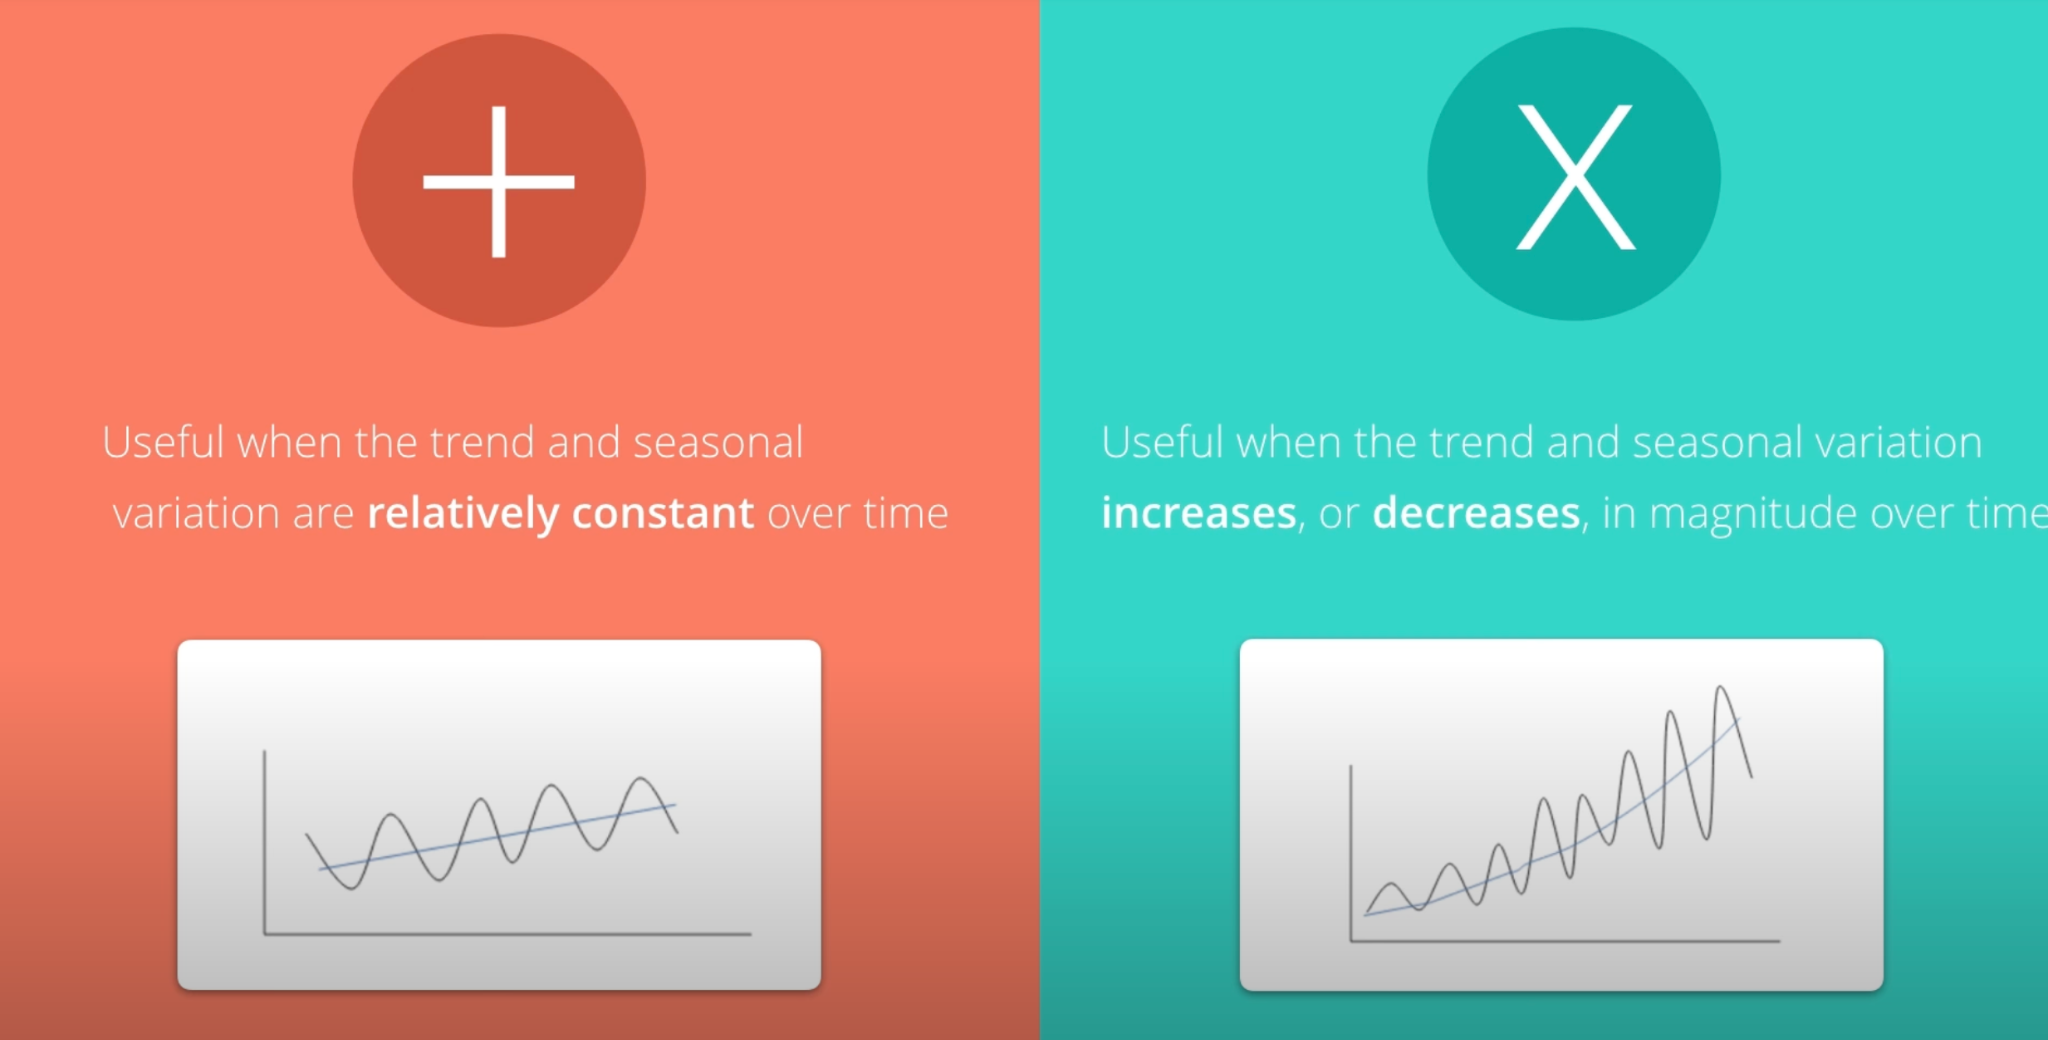 Useful when the trend and seasonal
variation are relatively constant over time
Useful when the trend and seasonal variation
increases, or decreases, in magnitude over time